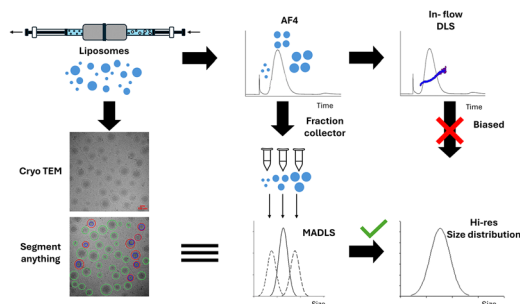 AF4
In- flow
DLS
Liposomes
Time
Time
Fraction
collector
Biased
Cryo TEM
Segment
anything
MADLS
Hi-res
Size distribution
Size
Size